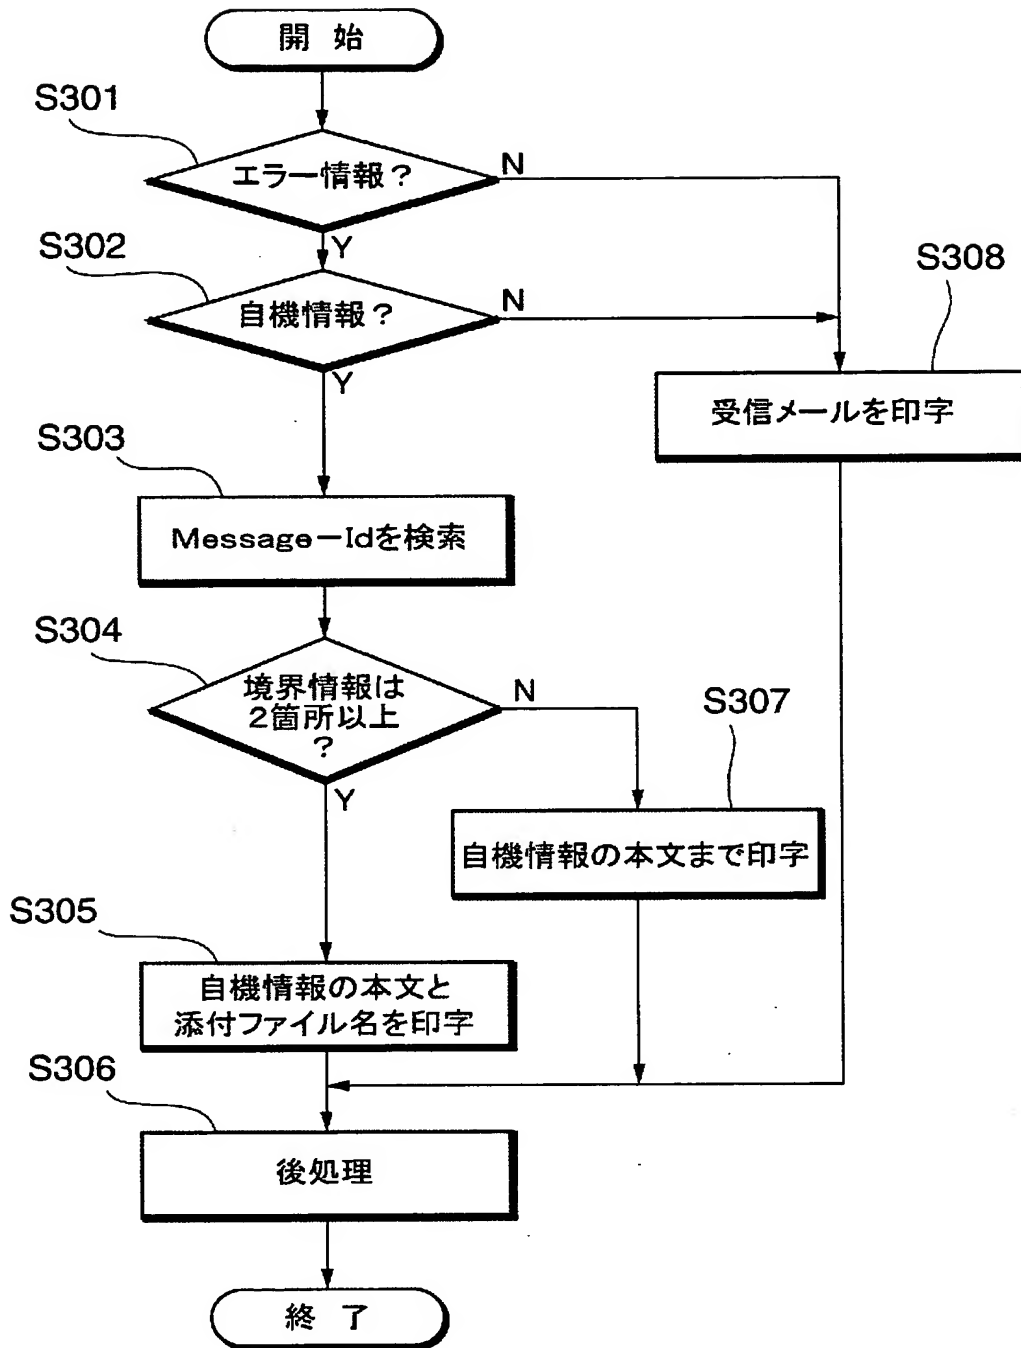 開 始
S301
エラー情報?
N
Y
S302
自機情報?
N
Y
S308
受信メールを印字
S303
Message-Idを検索
S304
境界情報は
2箇所以上
?
N
Y
S307
自機情報の本文まで印字
S305
自機情報の本文と
添付ファイル名を印字
S306
後処理
終 了